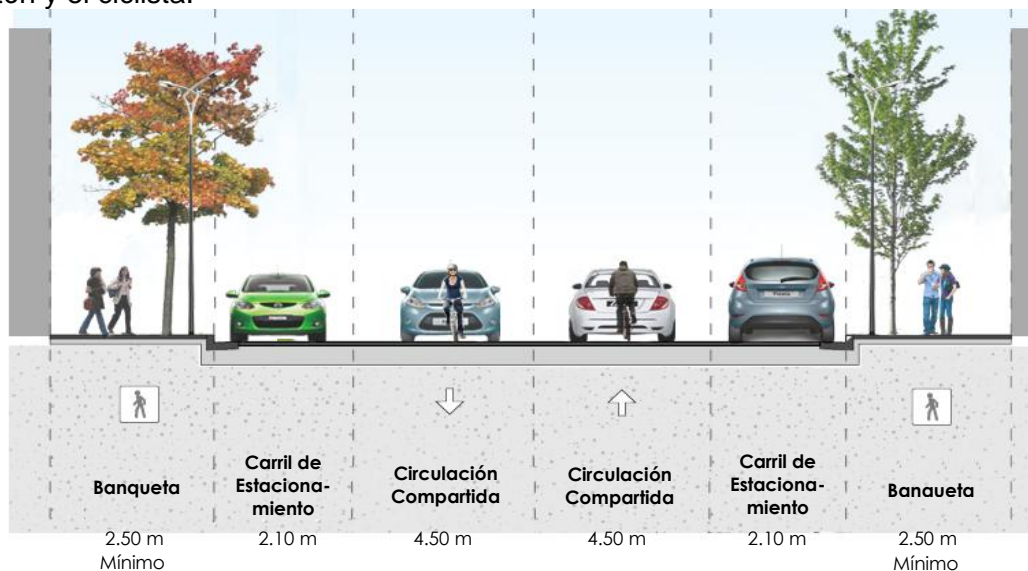 ón y el ciclista.
Banqueta
2.50 m
Mínimo
Carril de
Estaciona-
miento
2.10 m
Circulación
Compartida
4.50 m
Circulación
Compartida
4.50 m
Carril de
Estaciona-
miento
2.10 m
Banaueta
2.50 m
Mínimo